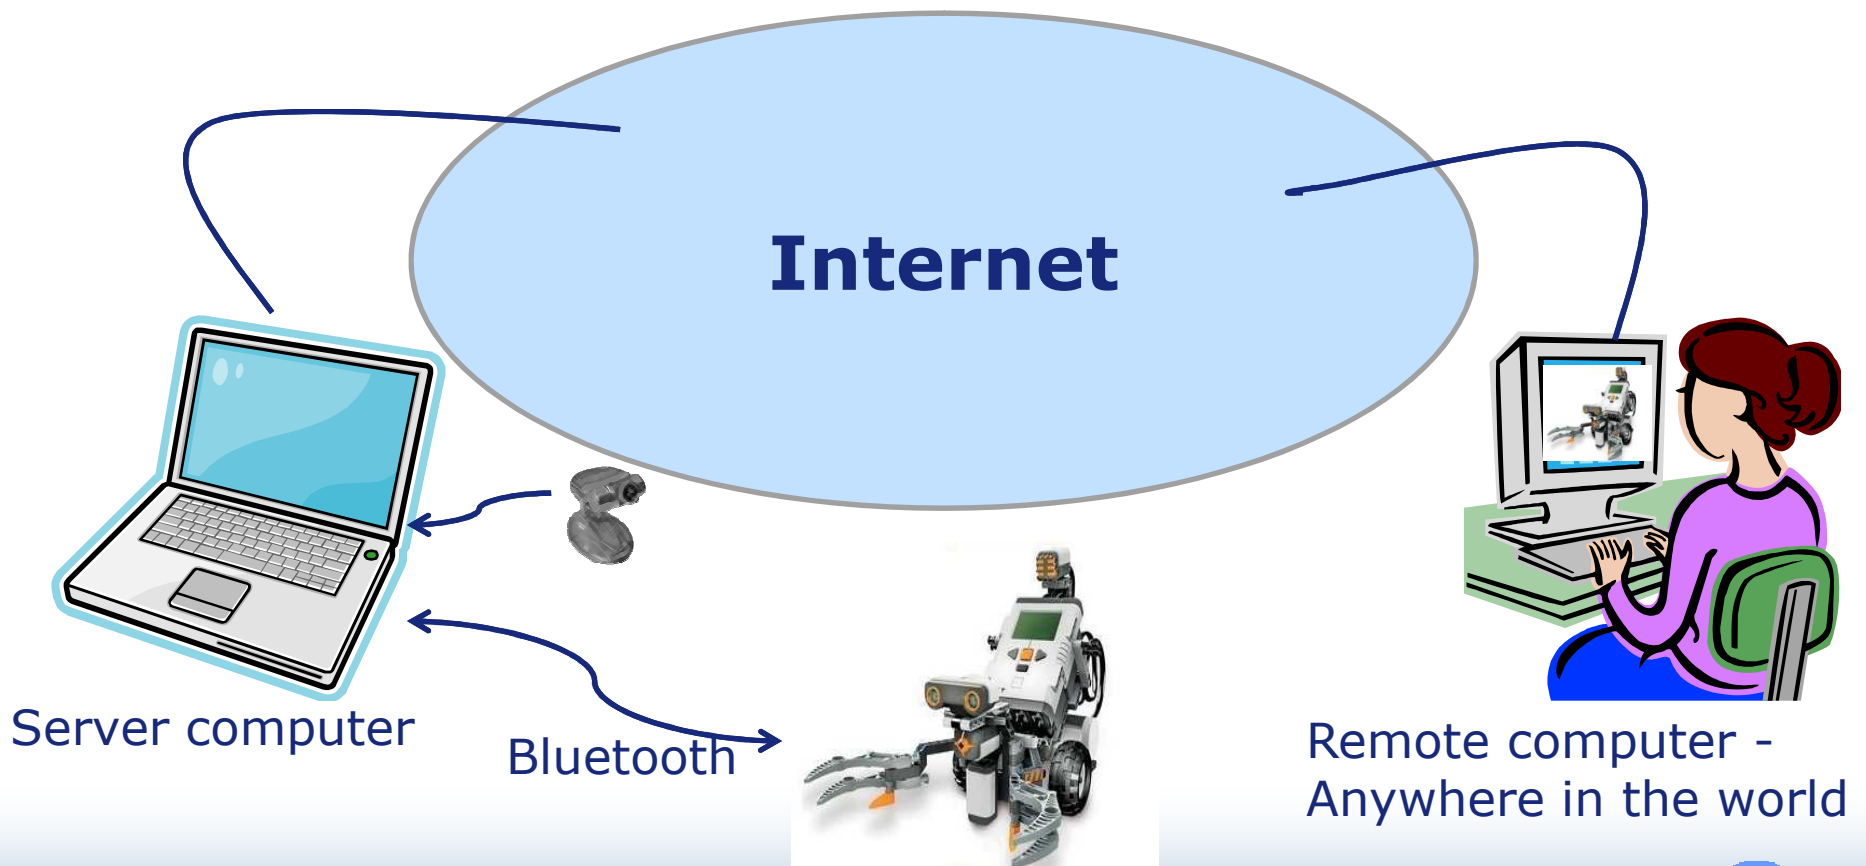 Internet
Server computer
Bluetooth
Remote computer -
Anywhere in the world